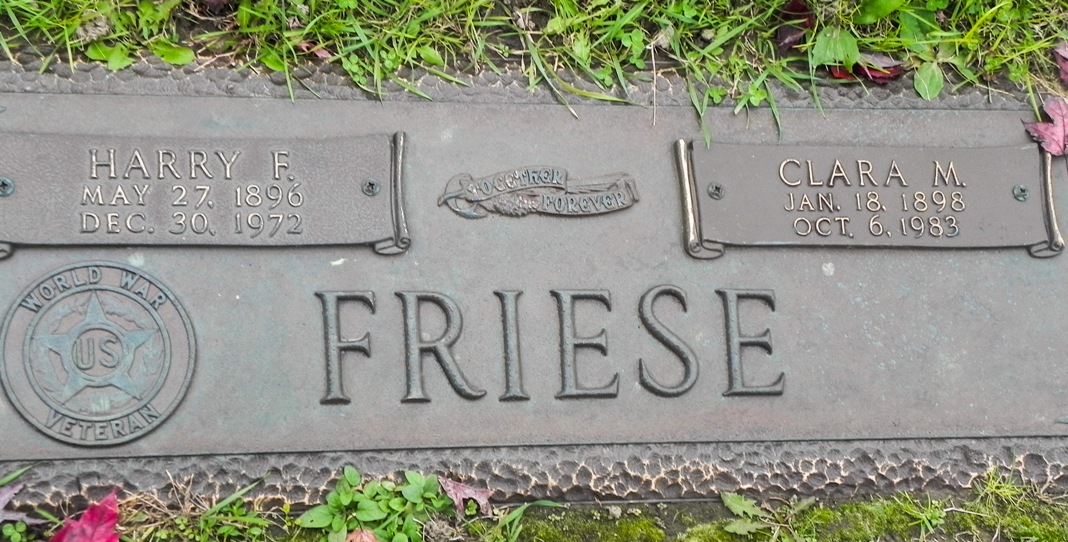 HARRY F.
MAY 27, 1896
DEC. 30, 1972
TOGETHER
FOREVER
CLARA M.
JAN. 18, 1898
OCT. 6, 1983
WORLD WAR
US
VETERAN
FRIESE